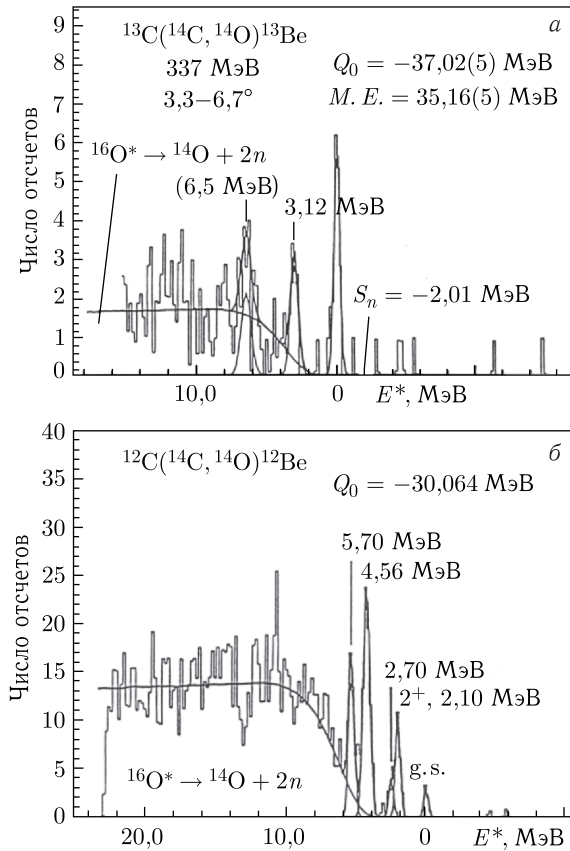 а
¹³C(¹⁴C, ¹⁴O)¹³Be
337 МэВ
3,3–6,7°
Q₀ = −37,02(5) МэВ
M. E. = 35,16(5) МэВ
¹⁶O* → ¹⁴O + 2n
(6,5 МэВ)
3,12 МэВ
Sₙ = −2,01 МэВ
Число отсчетов
9
8
7
6
5
4
3
2
1
0
10,0
0
E*, МэВ
б
¹²C(¹⁴C, ¹⁴O)¹²Be
Q₀ = −30,064 МэВ
5,70 МэВ
4,56 МэВ
2,70 МэВ
2⁺, 2,10 МэВ
g.s.
¹⁶O* → ¹⁴O + 2n
Число отсчетов
40
35
30
25
20
15
10
5
0
20,0
10,0
0
E*, МэВ